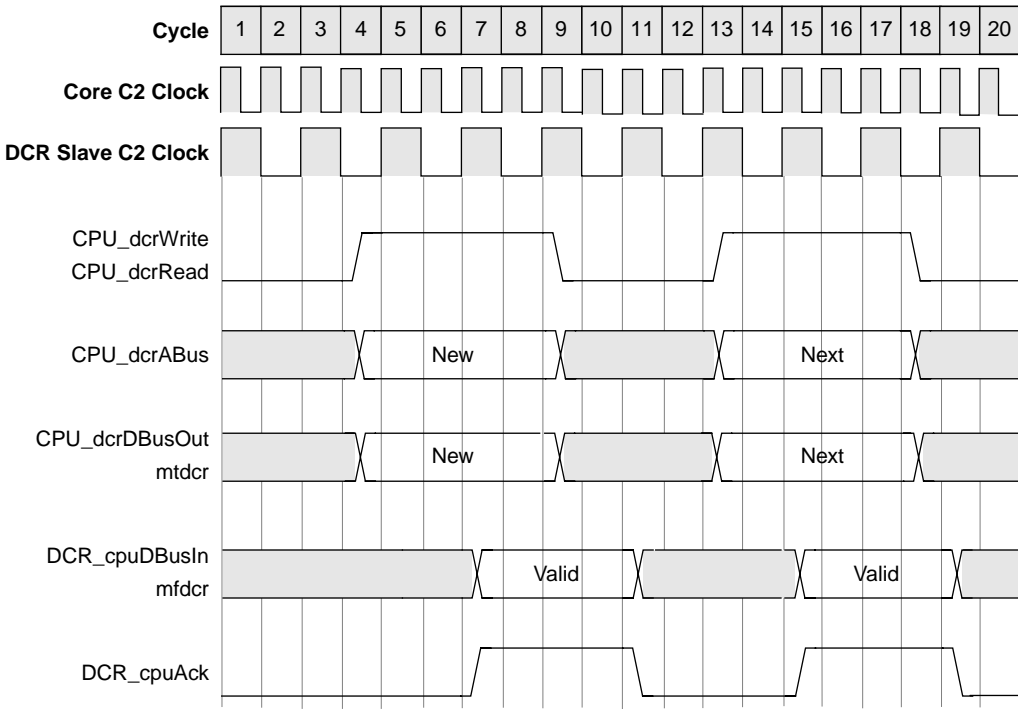 Cycle 1 2 3 4 5 6 7 8 9 10 11 12 13 14 15 16 17 18 19 20
Core C2 Clock
DCR Slave C2 Clock
CPU_dcrWrite
CPU_dcrRead
CPU_dcrABus New Next
CPU_dcrDBusOut
mtdcr New Next
DCR_cpuDBusIn
mfdcr Valid Valid
DCR_cpuAck